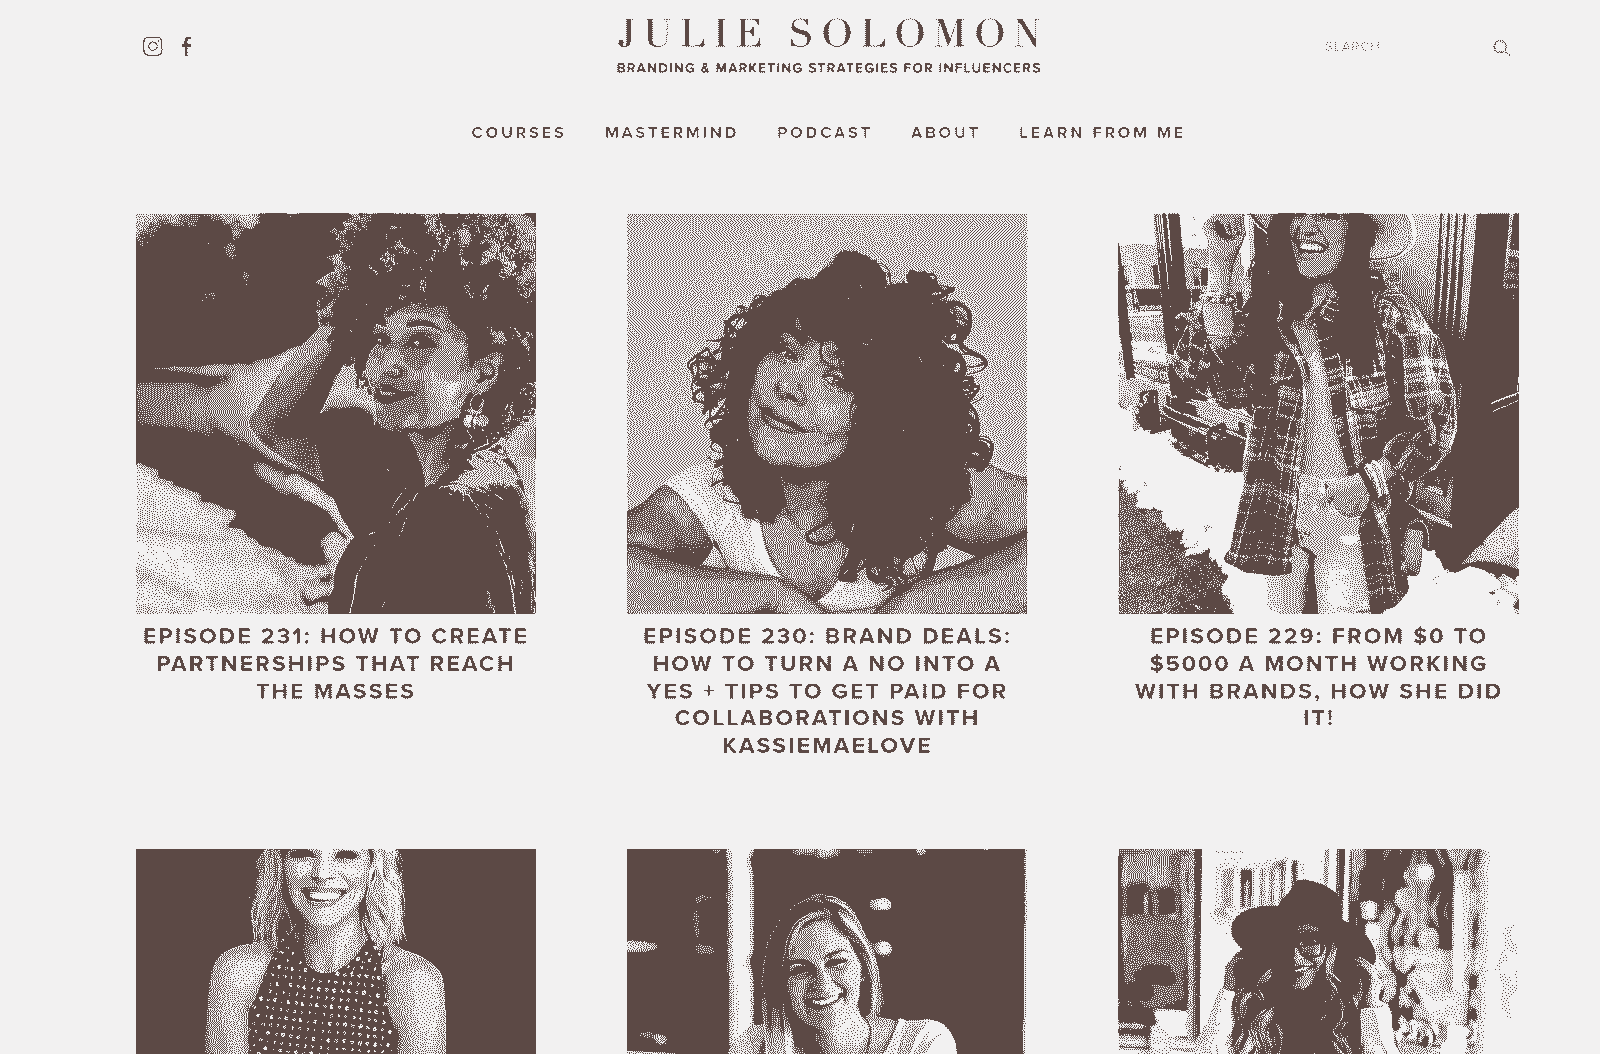 JULIE SOLOMON
BRANDING & MARKETING STRATEGIES FOR INFLUENCERS
SEARCH
COURSES MASTERMIND PODCAST ABOUT LEARN FROM ME
EPISODE 231: HOW TO CREATE
PARTNERSHIPS THAT REACH
THE MASSES
EPISODE 230: BRAND DEALS:
HOW TO TURN A NO INTO A
YES + TIPS TO GET PAID FOR
COLLABORATIONS WITH
KASSIEMAELOVE
EPISODE 229: FROM $0 TO
$5000 A MONTH WORKING
WITH BRANDS, HOW SHE DID
IT!